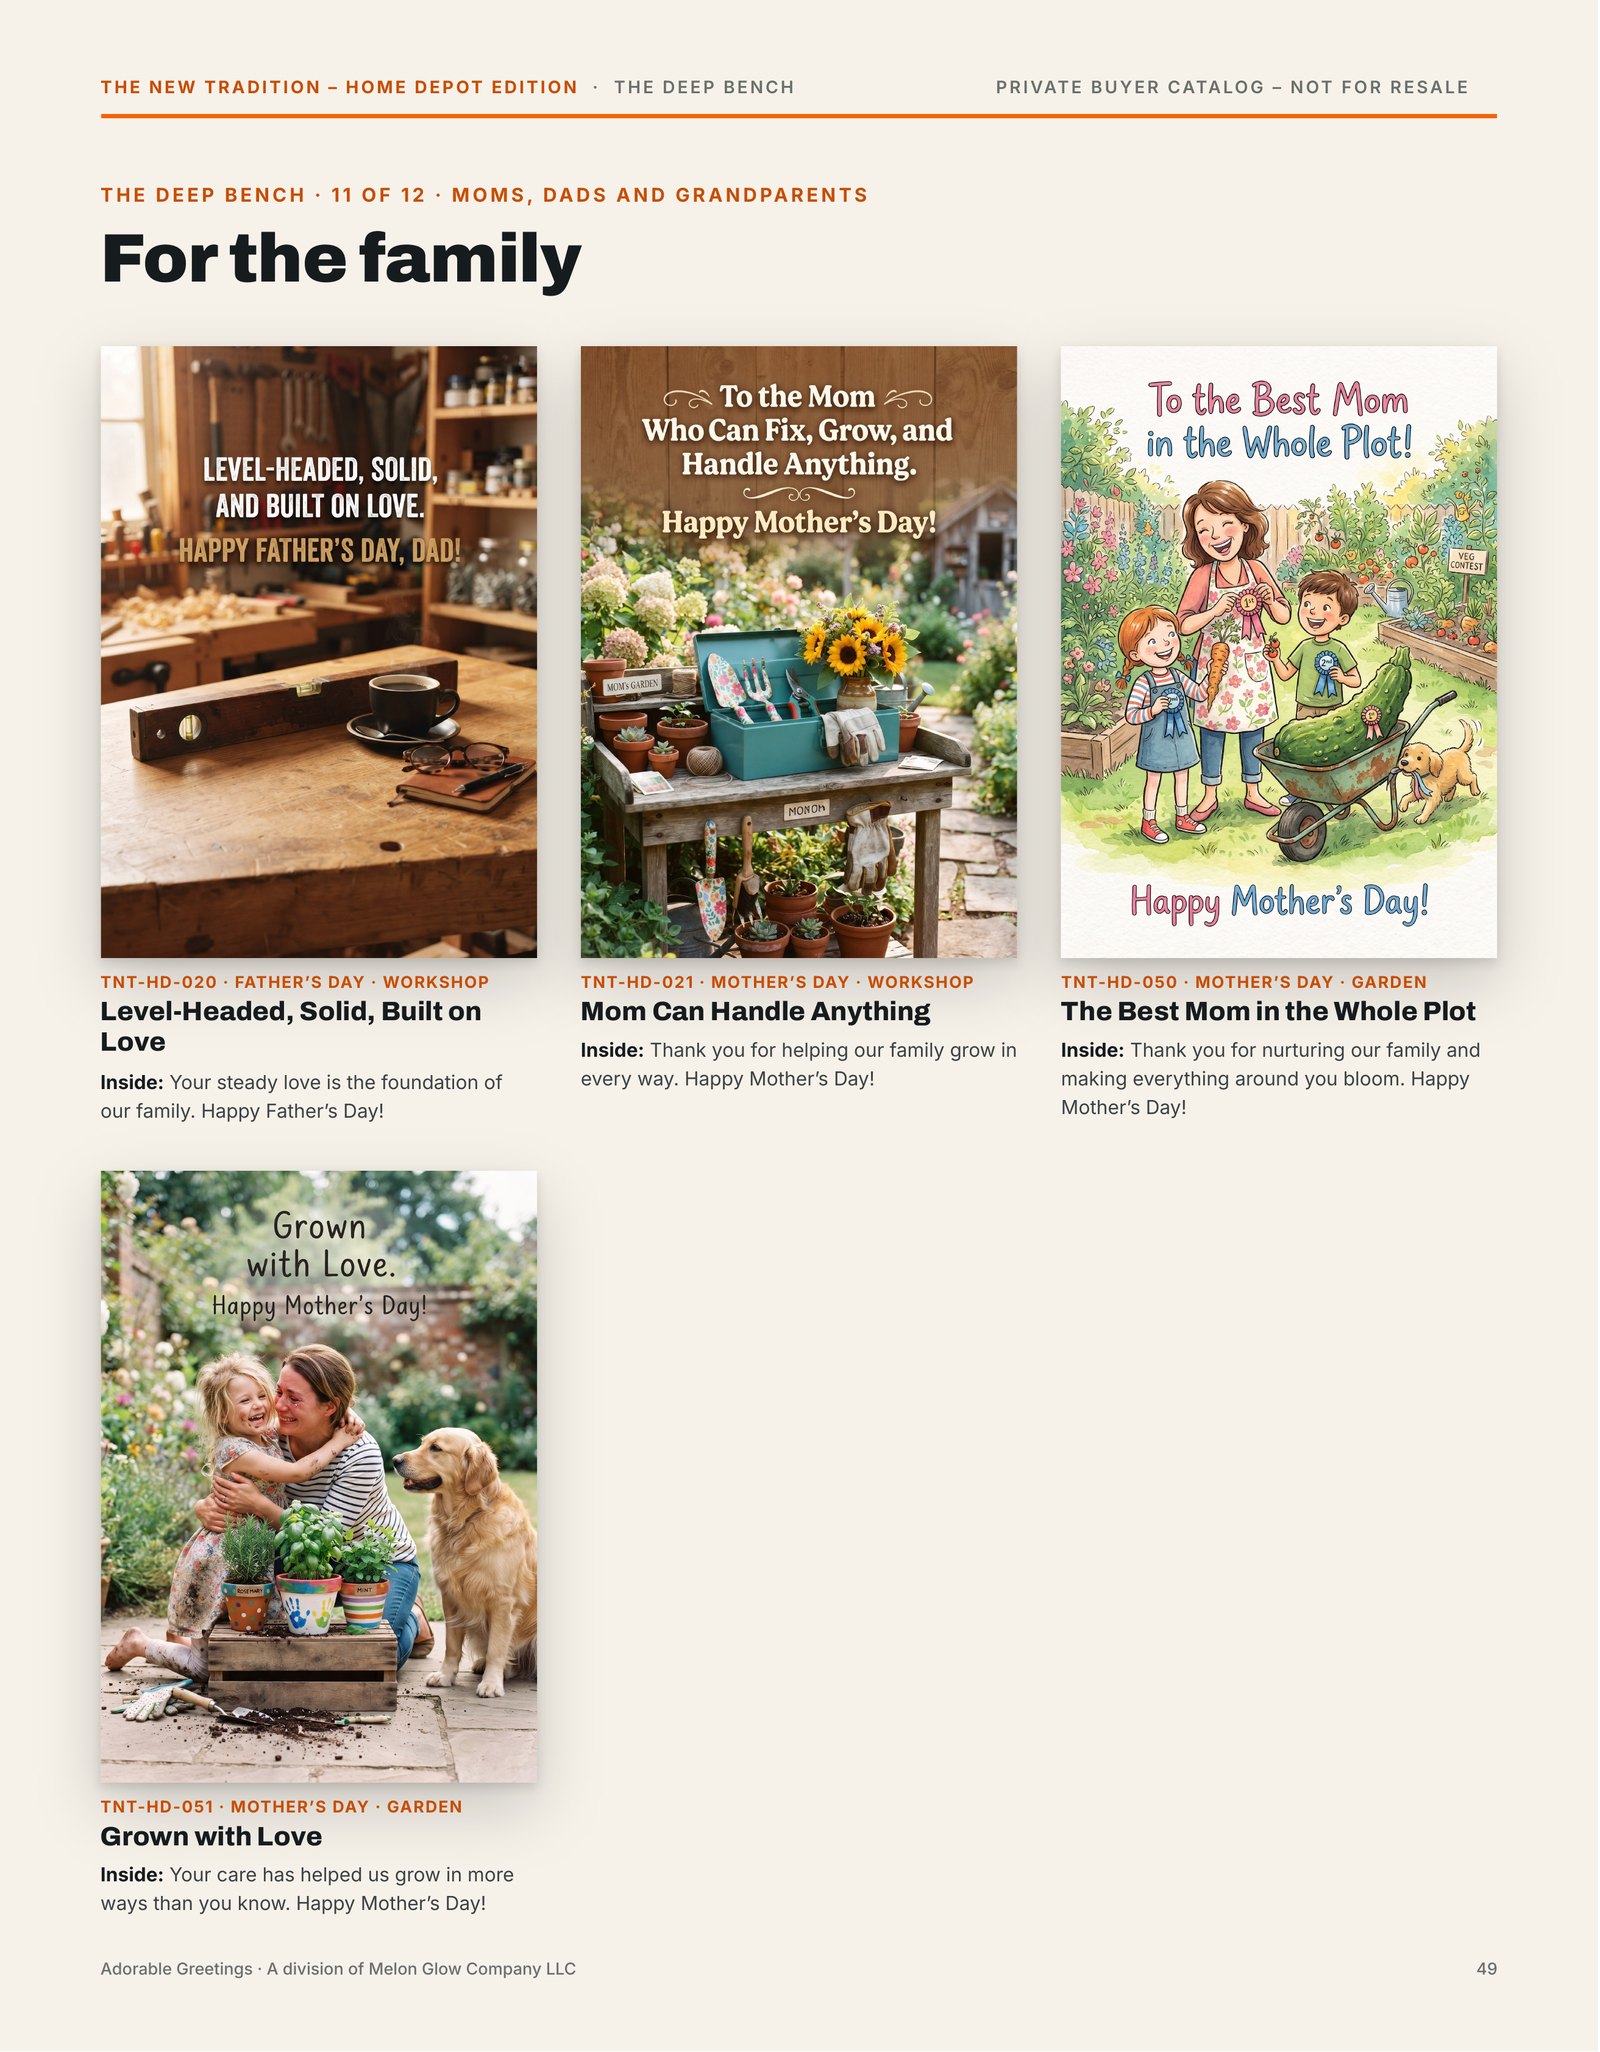 THE NEW TRADITION – HOME DEPOT EDITION · THE DEEP BENCH
PRIVATE BUYER CATALOG – NOT FOR RESALE
THE DEEP BENCH · 11 OF 12 · MOMS, DADS AND GRANDPARENTS
For the family
LEVEL-HEADED, SOLID,
AND BUILT ON LOVE.
HAPPY FATHER'S DAY, DAD!
TNT-HD-020 · FATHER'S DAY · WORKSHOP
Level-Headed, Solid, Built on
Love
Inside: Your steady love is the foundation of
our family. Happy Father's Day!
To the Mom
Who Can Fix, Grow, and
Handle Anything.
Happy Mother's Day!
MOM's GARDEN
MONOM
TNT-HD-021 · MOTHER'S DAY · WORKSHOP
Mom Can Handle Anything
Inside: Thank you for helping our family grow in
every way. Happy Mother's Day!
To the Best Mom
in the Whole Plot!
VEG
CONTEST
1st
2nd
Happy Mother's Day!
TNT-HD-050 · MOTHER'S DAY · GARDEN
The Best Mom in the Whole Plot
Inside: Thank you for nurturing our family and
making everything around you bloom. Happy
Mother's Day!
Grown
with Love.
Happy Mother's Day!
ROSEMARY
MINT
TNT-HD-051 · MOTHER'S DAY · GARDEN
Grown with Love
Inside: Your care has helped us grow in more
ways than you know. Happy Mother's Day!
Adorable Greetings · A division of Melon Glow Company LLC
49